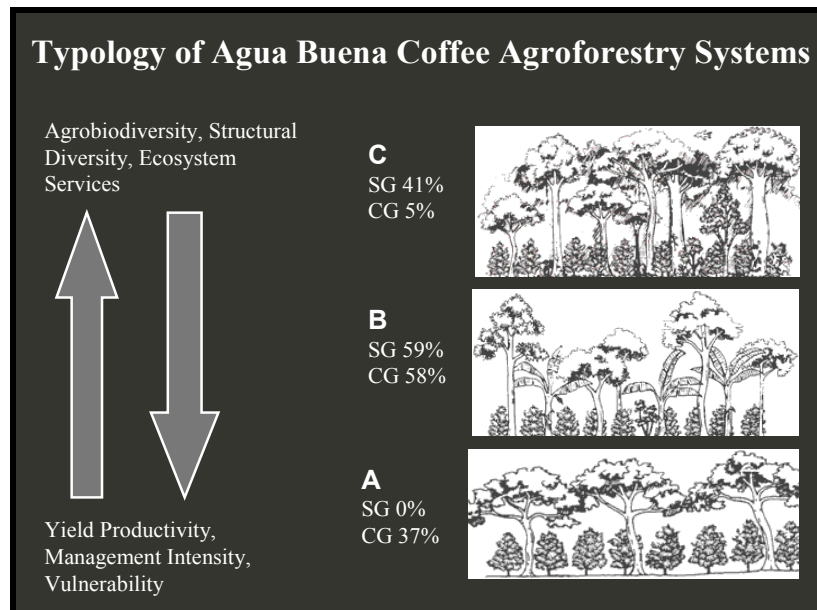 Typology of Agua Buena Coffee Agroforestry Systems
Agrobiodiversity, Structural
Diversity, Ecosystem
Services
C
SG 41%
CG 5%
B
SG 59%
CG 58%
A
SG 0%
CG 37%
Yield Productivity,
Management Intensity,
Vulnerability